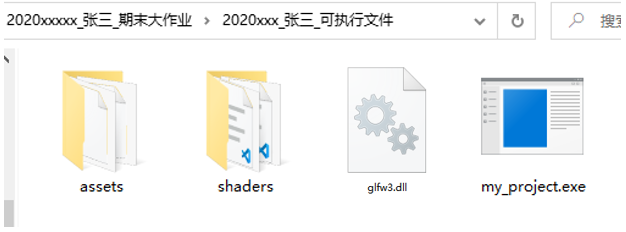 2020xxxxx_张三_期末大作业 > 2020xxx_张三_可执行文件
搜索
assets
shaders
glfw3.dll
my_project.exe